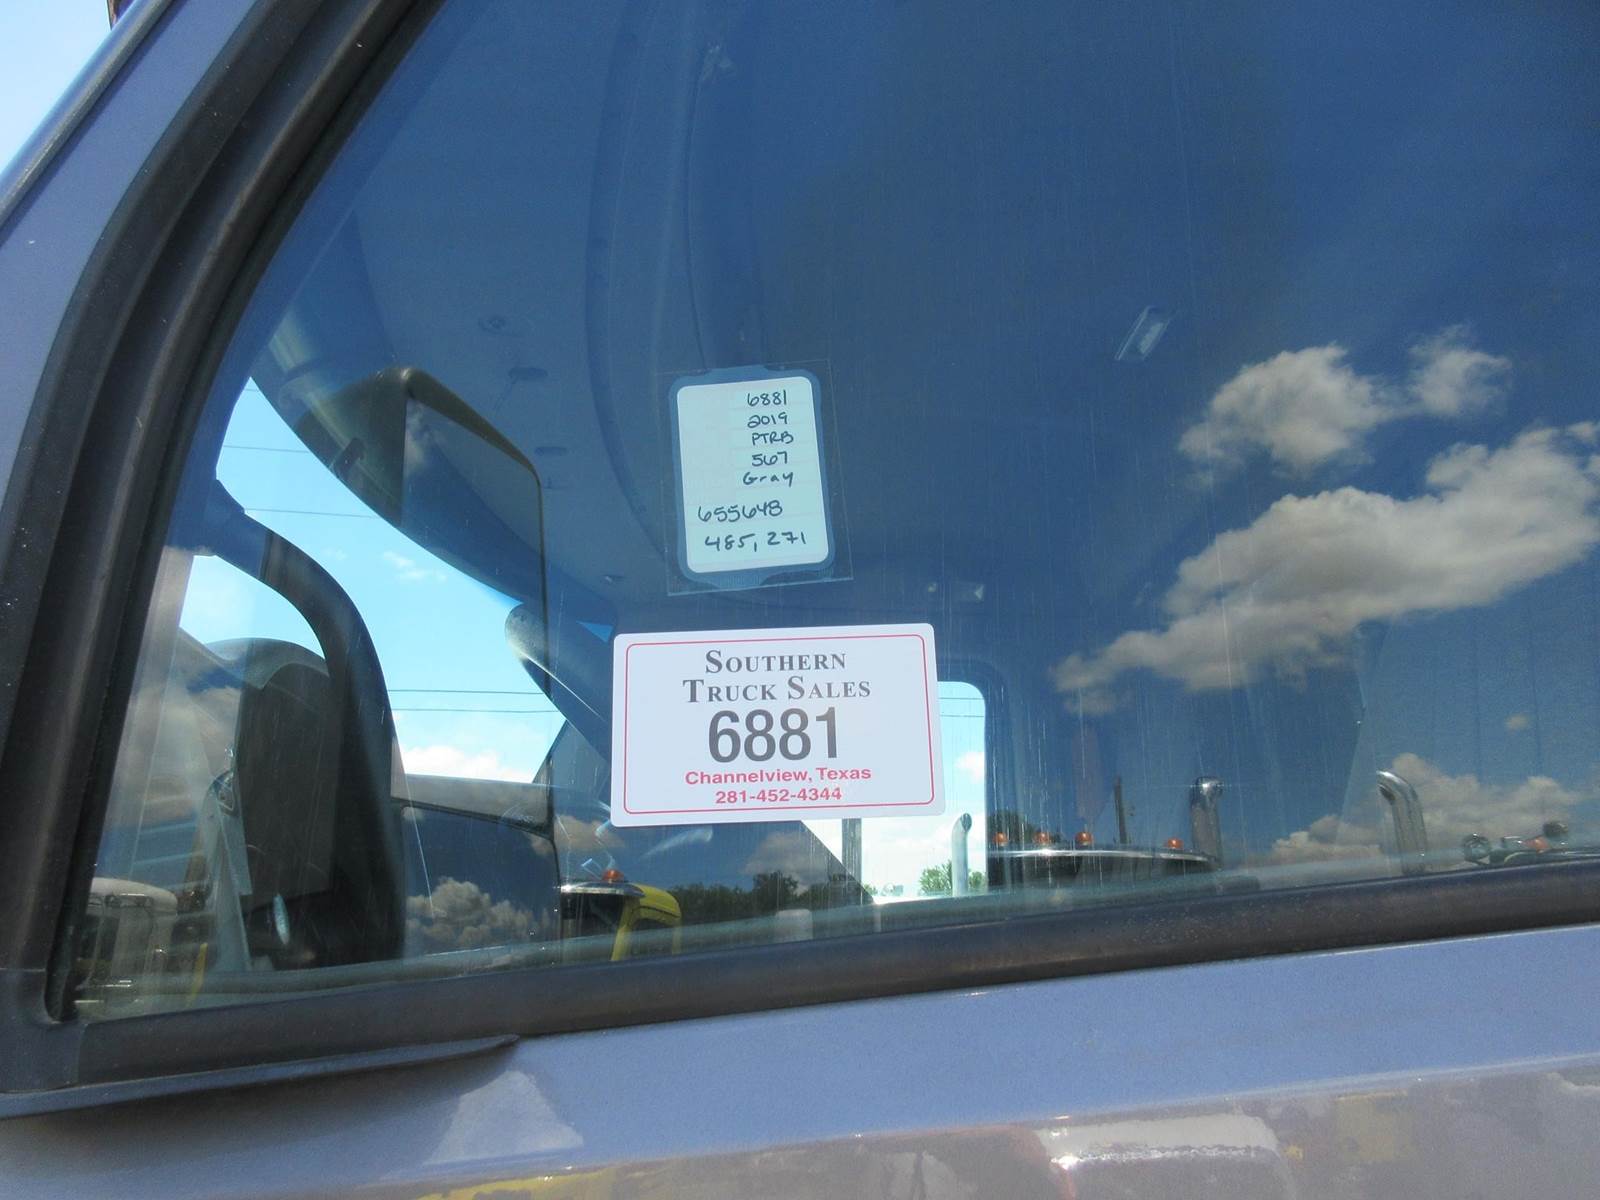 6881
2019
PTRB
567
Gray
655648
485,271
SOUTHERN
TRUCK SALES
6881
Channelview, Texas
281-452-4344